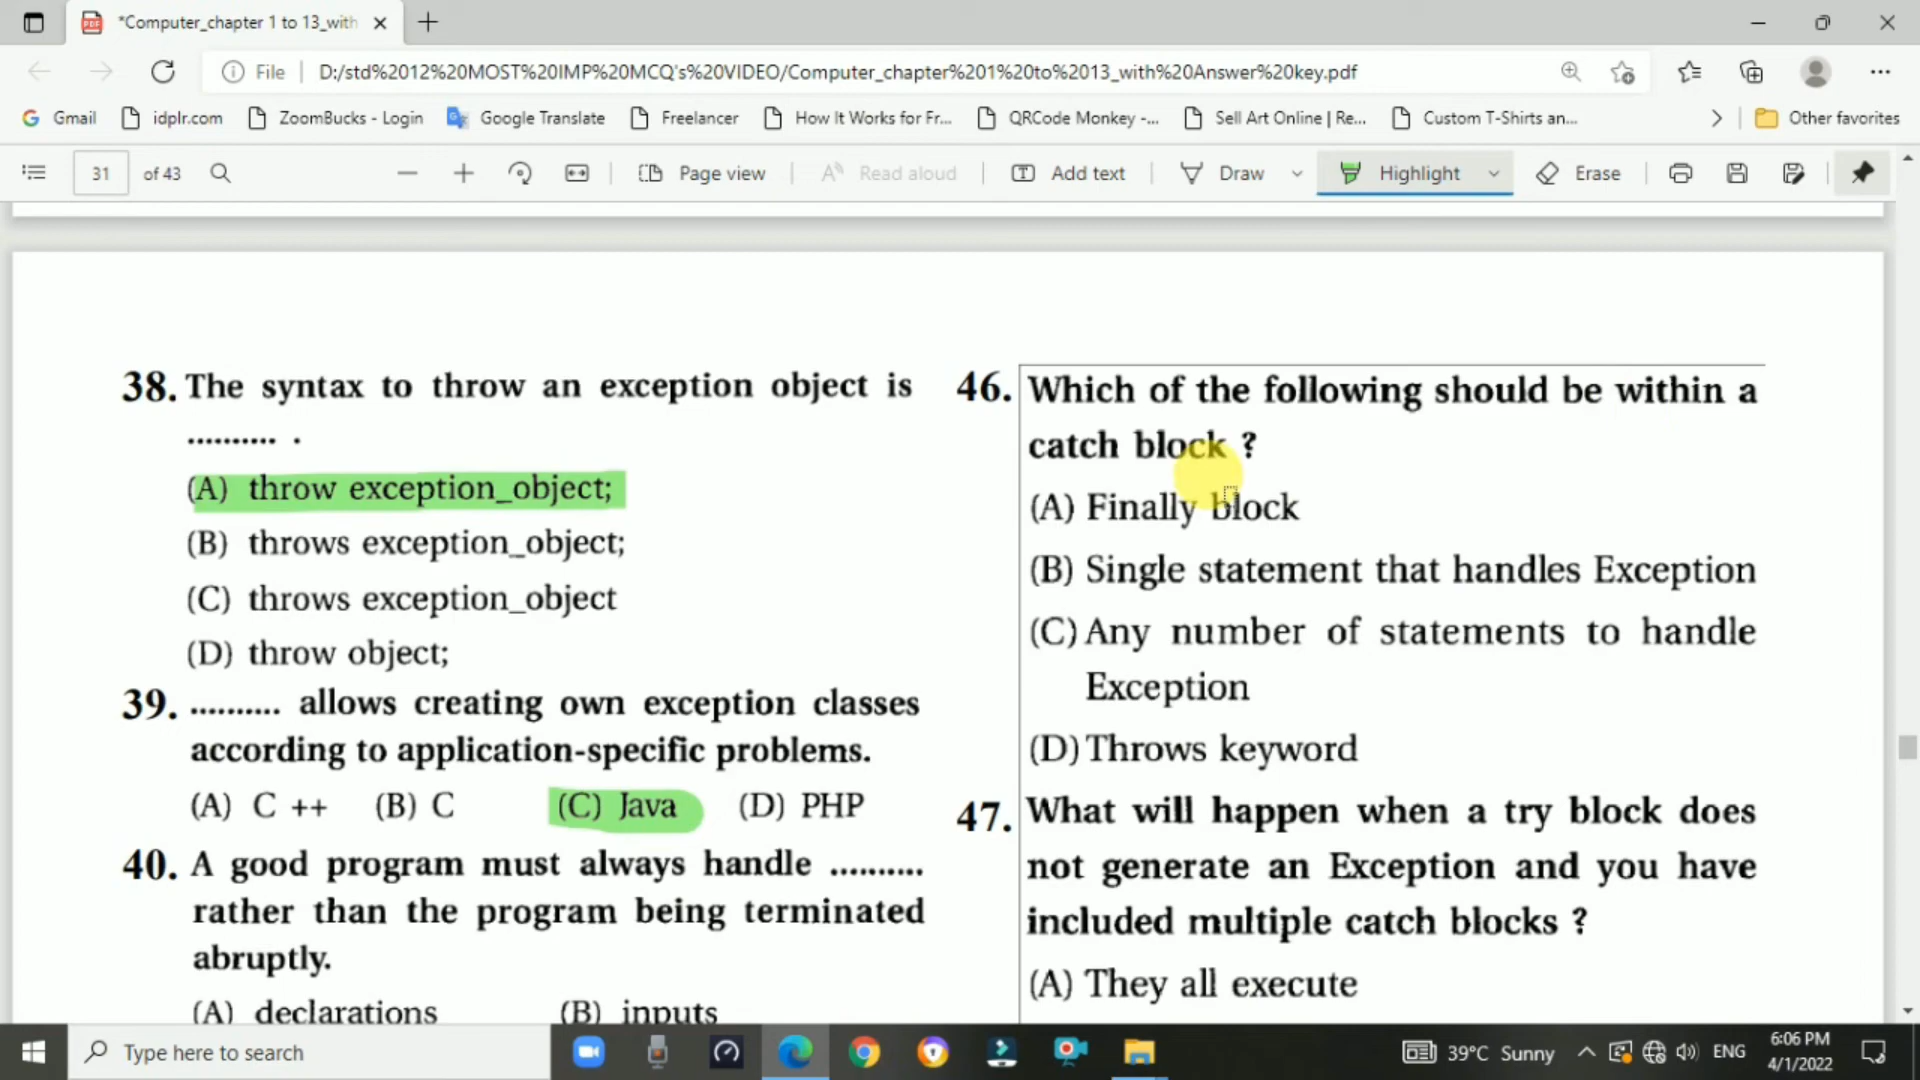 *Computer_chapter 1 to 13_with
File
D:/std%2012%20MOST%20IMP%20MCQ's%20VIDEO/Computer_chapter%201%20to%2013_with%20Answer%20key.pdf
Gmail
idplr.com
ZoomBucks - Login
Google Translate
Freelancer
How It Works for Fr...
QRCode Monkey -...
Sell Art Online | Re...
Custom T-Shirts an...
Other favorites
31 of 43
Page view
Read aloud
Add text
Draw
Highlight
Erase
38. The syntax to throw an exception object is
.......... .
(A) throw exception_object;
(B) throws exception_object;
(C) throws exception_object
(D) throw object;
39. .......... allows creating own exception classes
according to application-specific problems.
(A) C ++ (B) C (C) Java (D) PHP
40. A good program must always handle ..........
rather than the program being terminated
abruptly.
(A) declarations (B) inputs
46. Which of the following should be within a
catch block ?
(A) Finally block
(B) Single statement that handles Exception
(C) Any number of statements to handle
Exception
(D) Throws keyword
47. What will happen when a try block does
not generate an Exception and you have
included multiple catch blocks ?
(A) They all execute
Type here to search
39°C Sunny
ENG
6:06 PM
4/1/2022